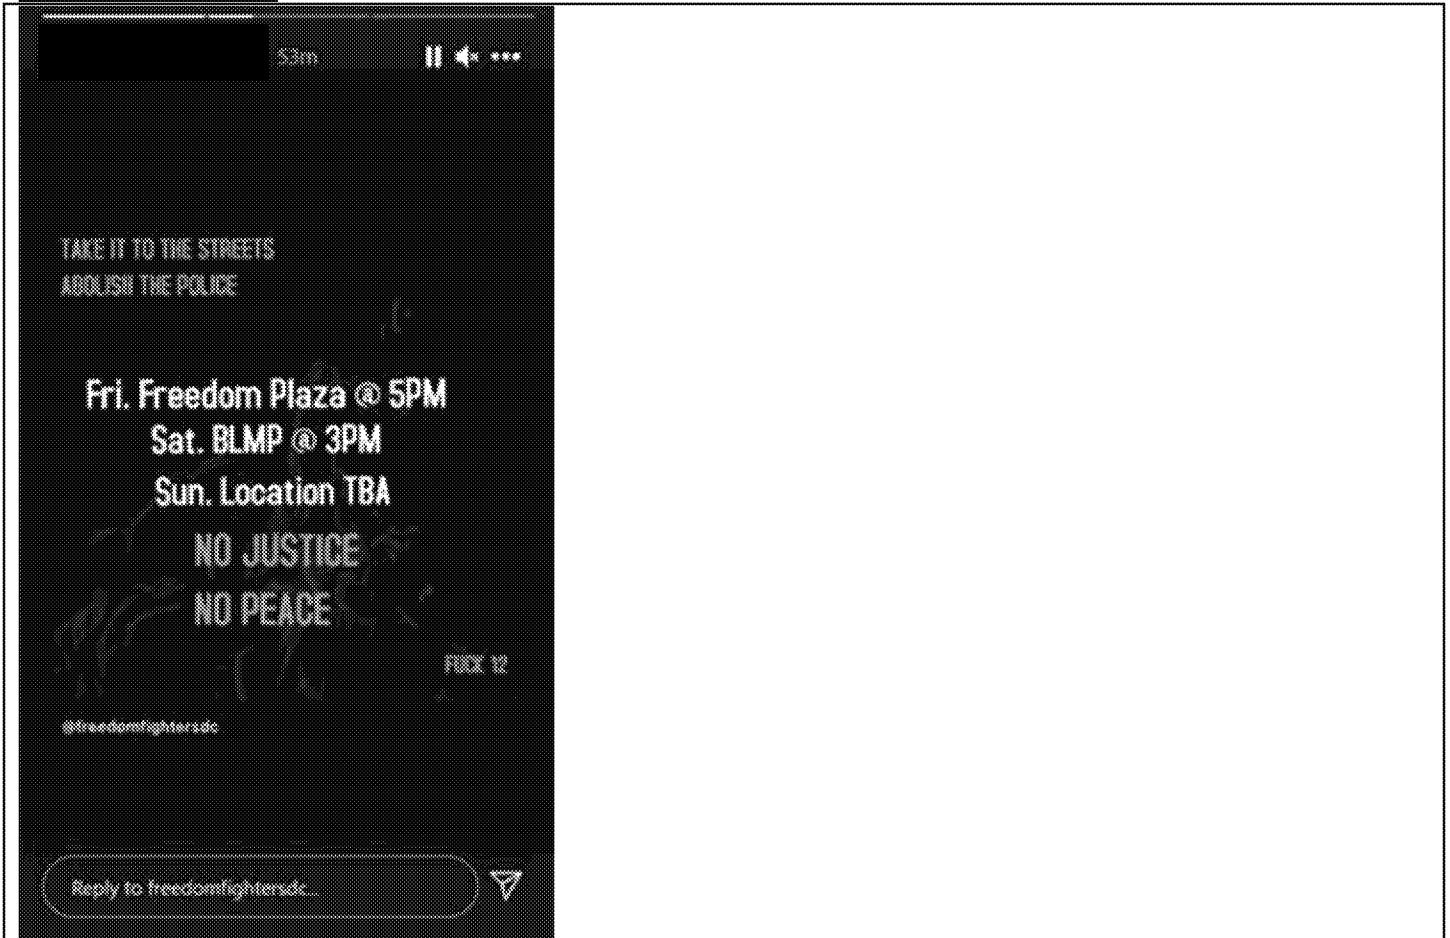 53m
TAKE IT TO THE STREETS
ABOLISH THE POLICE
Fri. Freedom Plaza @ 5PM
Sat. BLMP @ 3PM
Sun. Location TBA
NO JUSTICE
NO PEACE
FUCK 12
@freedomfightersdc
Reply to freedomfightersdc...